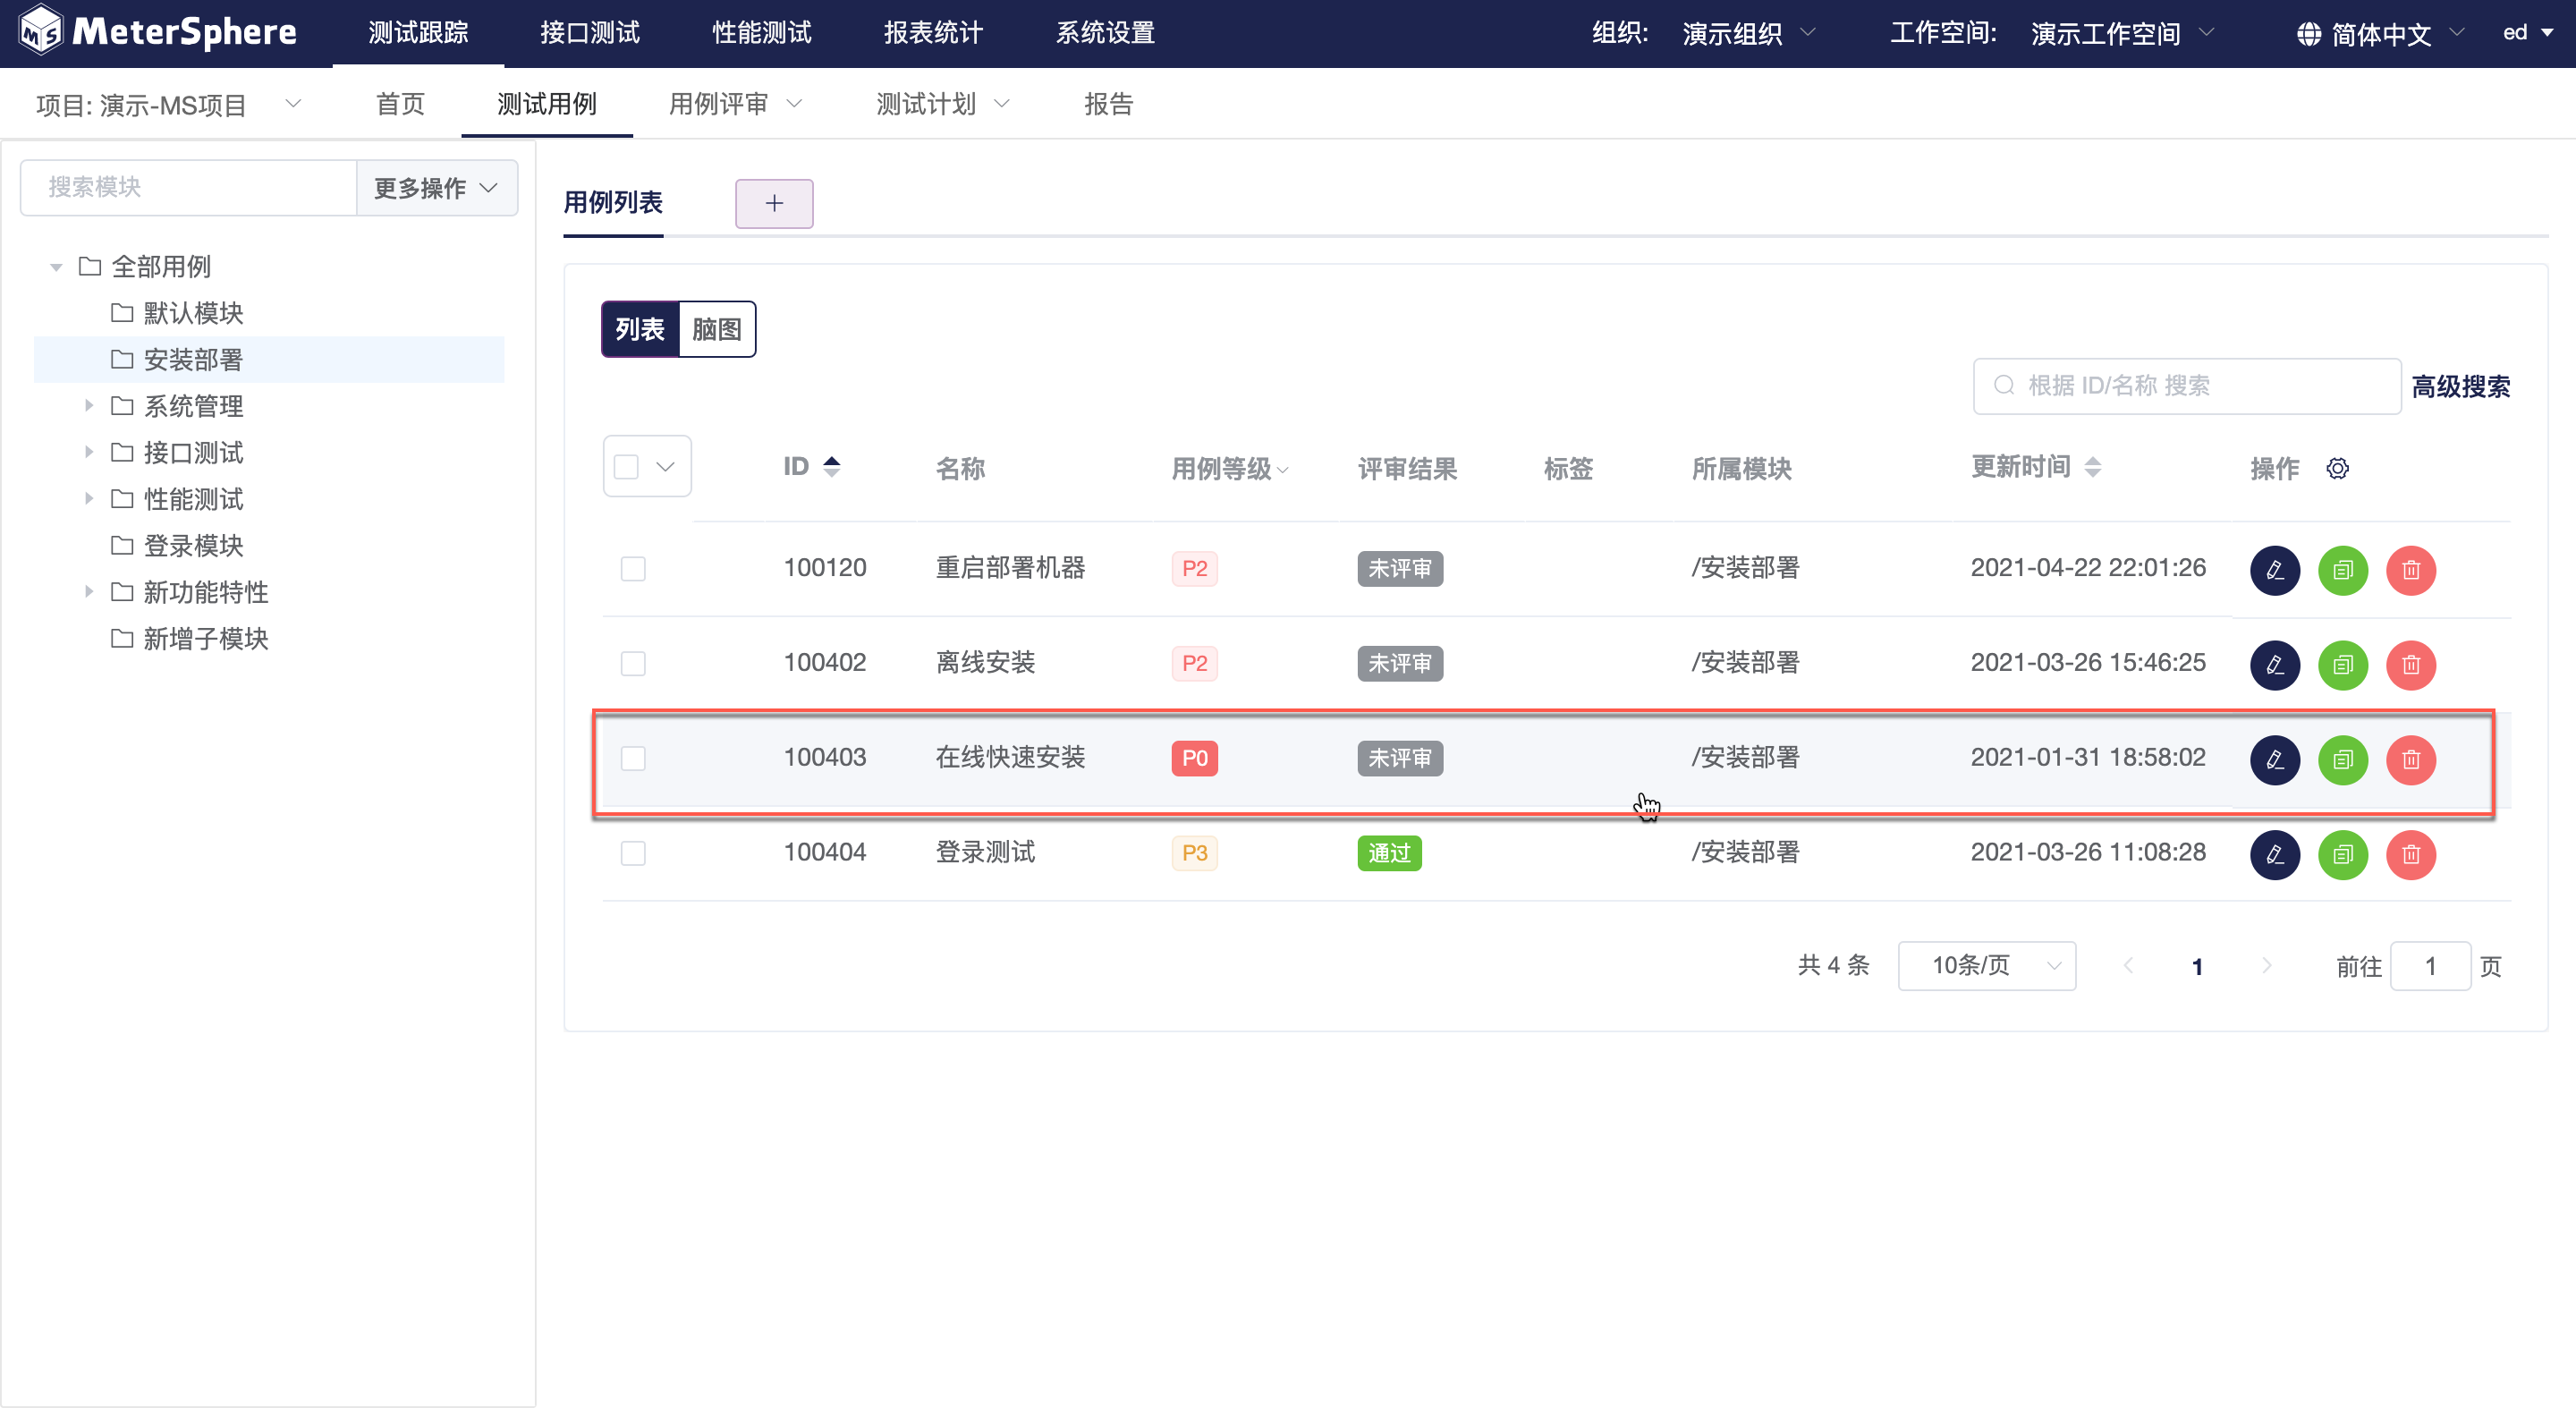 MS MeterSphere 测试跟踪 接口测试 性能测试 报表统计 系统设置 组织: 演示组织 工作空间: 演示工作空间 简体中文 ed
项目: 演示-MS项目 首页 测试用例 用例评审 测试计划 报告
搜索模块 更多操作
全部用例
默认模块
安装部署
系统管理
接口测试
性能测试
登录模块
新功能特性
新增子模块
用例列表 +
列表 脑图
根据 ID/名称 搜索 高级搜索
ID 名称 用例等级 评审结果 标签 所属模块 更新时间 操作
100120 重启部署机器 P2 未评审 /安装部署 2021-04-22 22:01:26
100402 离线安装 P2 未评审 /安装部署 2021-03-26 15:46:25
100403 在线快速安装 P0 未评审 /安装部署 2021-01-31 18:58:02
100404 登录测试 P3 通过 /安装部署 2021-03-26 11:08:28
共 4 条 10条/页 1 前往 1 页